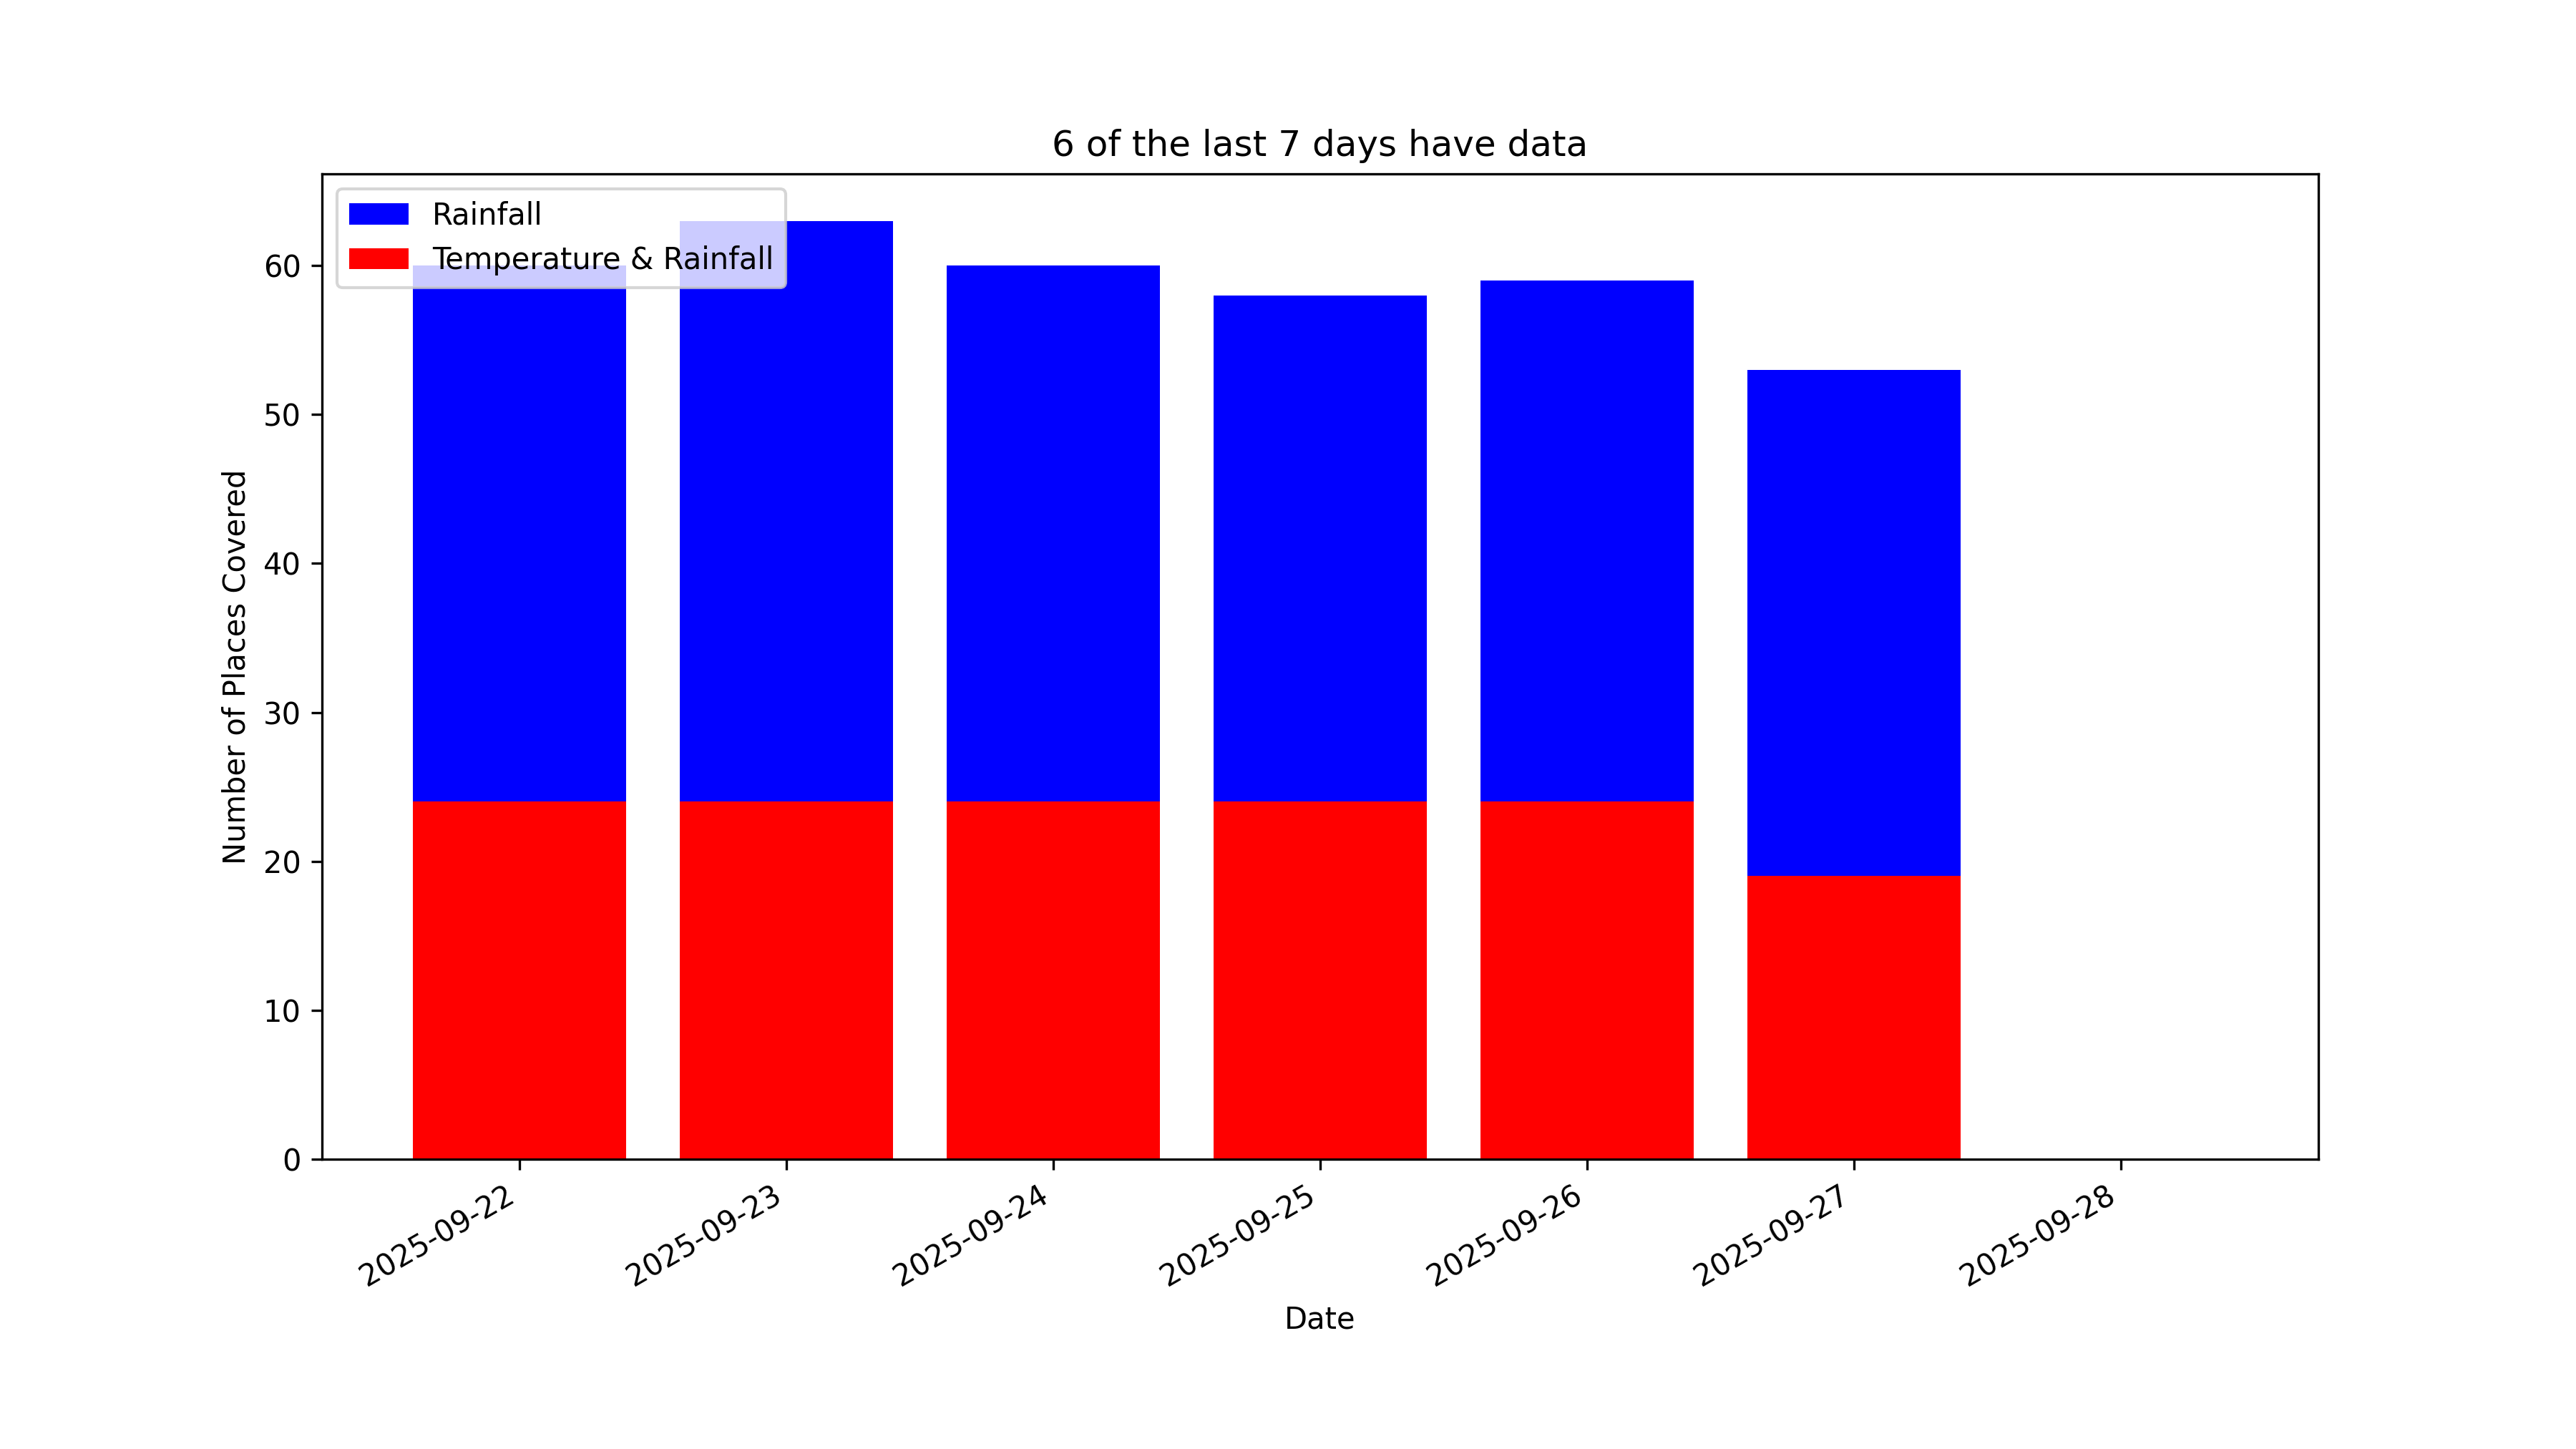 6 of the last 7 days have data
Rainfall
Temperature & Rainfall
Number of Places Covered
60
50
40
30
20
10
0
2025-09-22
2025-09-23
2025-09-24
2025-09-25
2025-09-26
2025-09-27
2025-09-28
Date